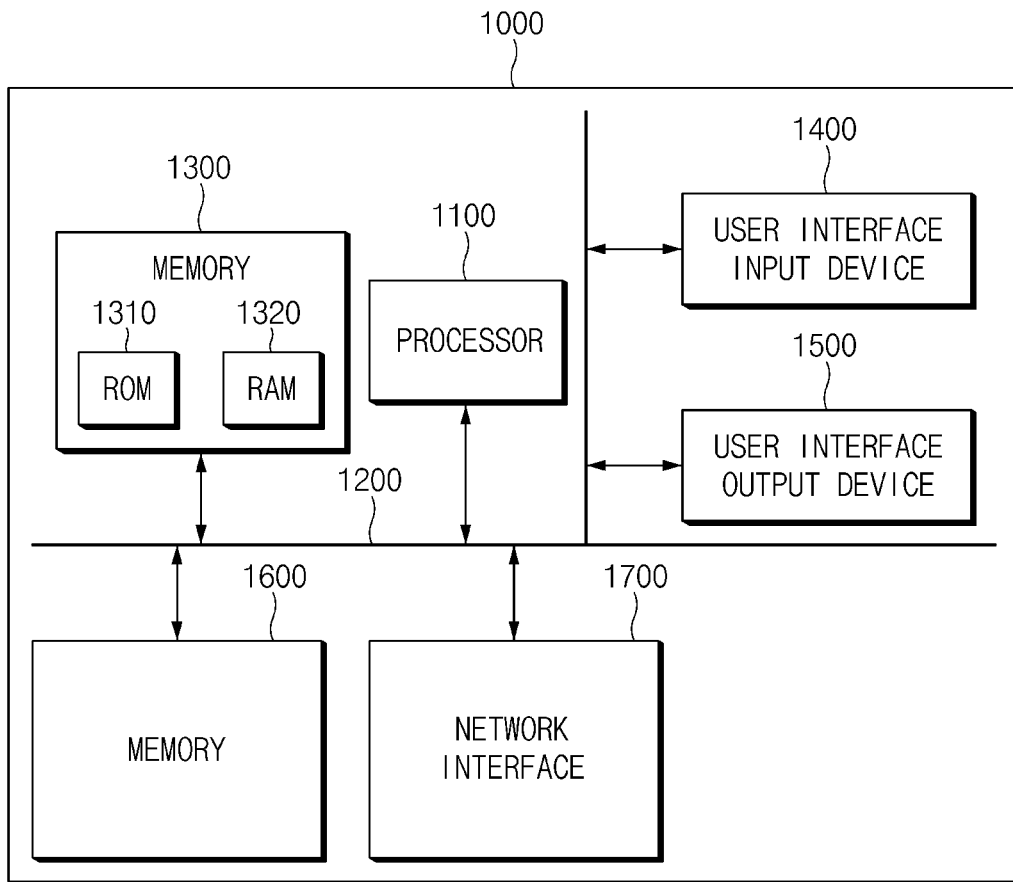 1000
1300
MEMORY
1310
1320
ROM
RAM
1100
PROCESSOR
1400
USER INTERFACE
INPUT DEVICE
1500
USER INTERFACE
OUTPUT DEVICE
1200
1600
MEMORY
1700
NETWORK
INTERFACE